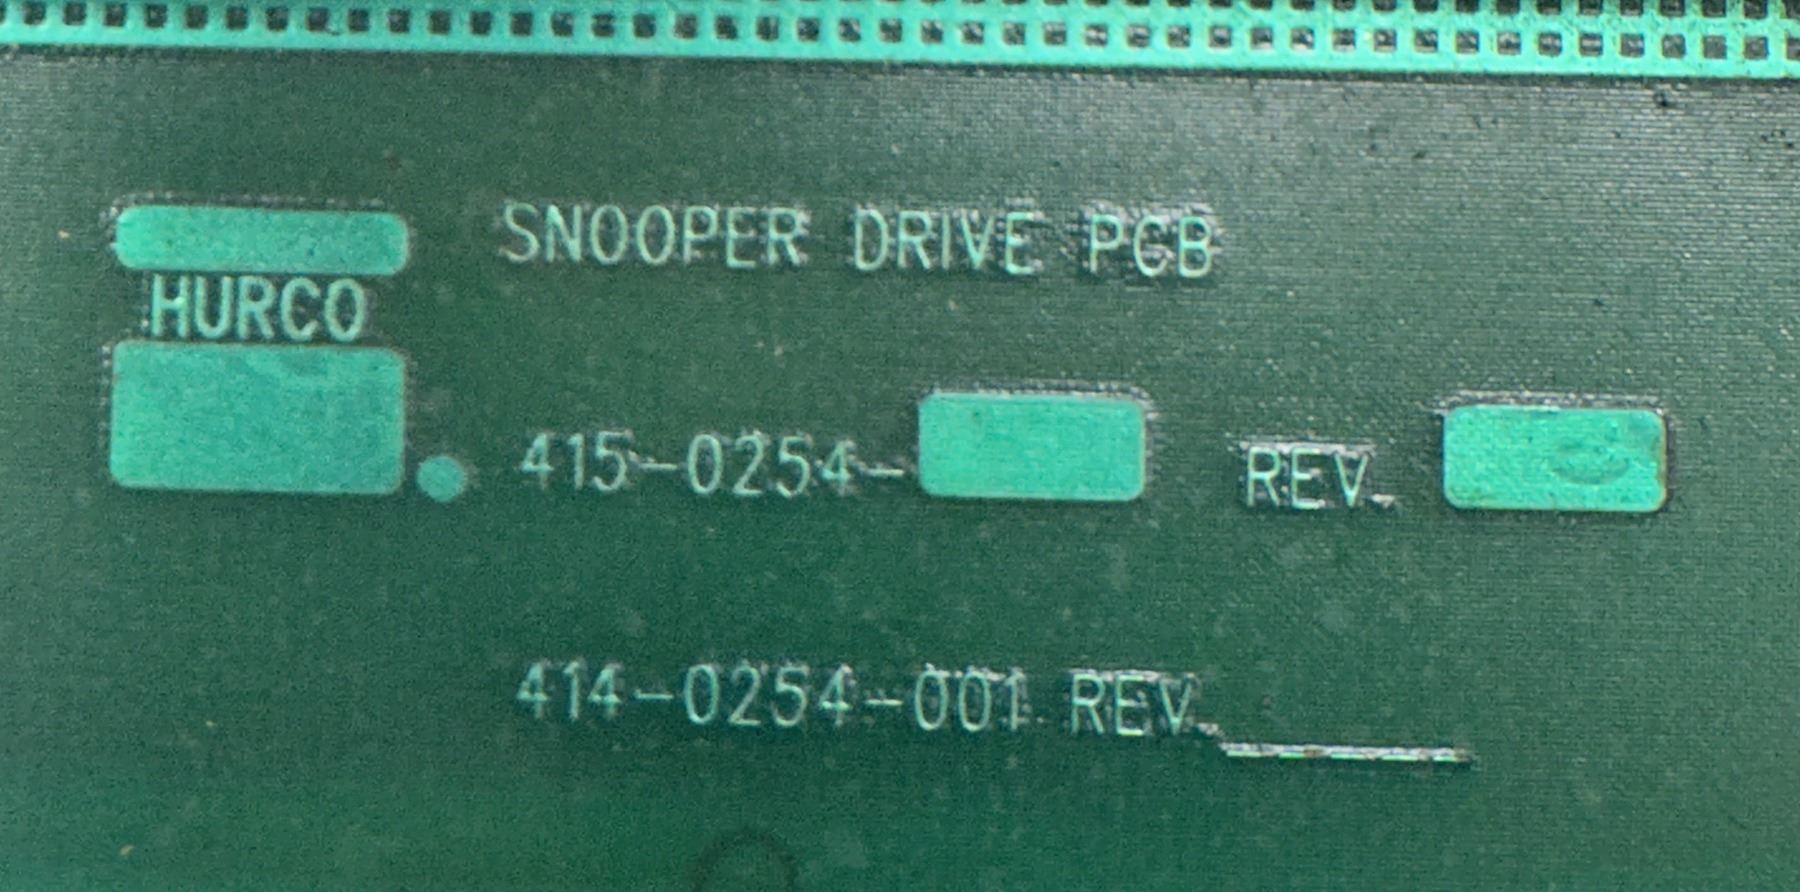 SNOOPER DRIVE PCB
HURCO
415-0254- REV.
414-0254-001 REV.